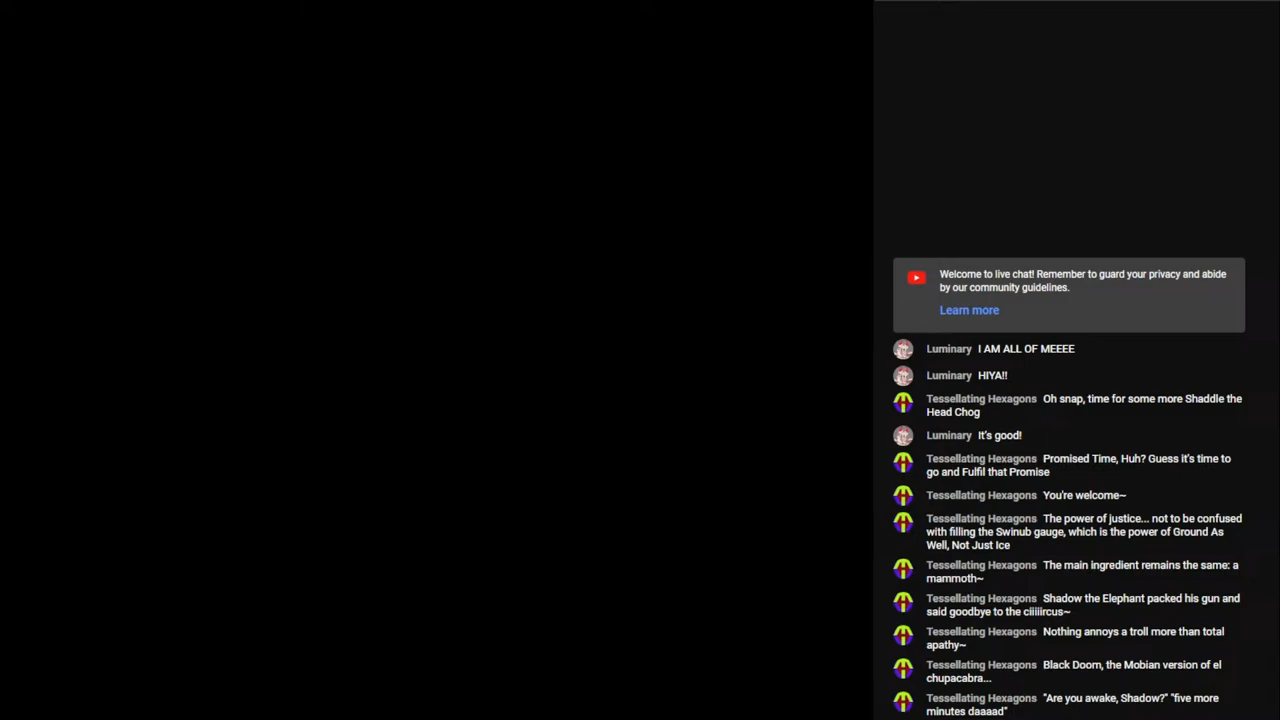 Welcome to live chat! Remember to guard your privacy and abide
by our community guidelines.
Learn more
Luminary I AM ALL OF MEEEE
Luminary HIYA!!
Tessellating Hexagons Oh snap, time for some more Shaddle the
Head Chog
Luminary It's good!
Tessellating Hexagons Promised Time, Huh? Guess it's time to
go and Fulfil that Promise
Tessellating Hexagons You're welcome~
Tessellating Hexagons The power of justice... not to be confused
with filling the Swinub gauge, which is the power of Ground As
Well, Not Just Ice
Tessellating Hexagons The main ingredient remains the same: a
mammoth~
Tessellating Hexagons Shadow the Elephant packed his gun and
said goodbye to the ciiiiircus~
Tessellating Hexagons Nothing annoys a troll more than total
apathy~
Tessellating Hexagons Black Doom, the Mobian version of el
chupacabra...
Tessellating Hexagons "Are you awake, Shadow?" "five more
minutes daaaad"